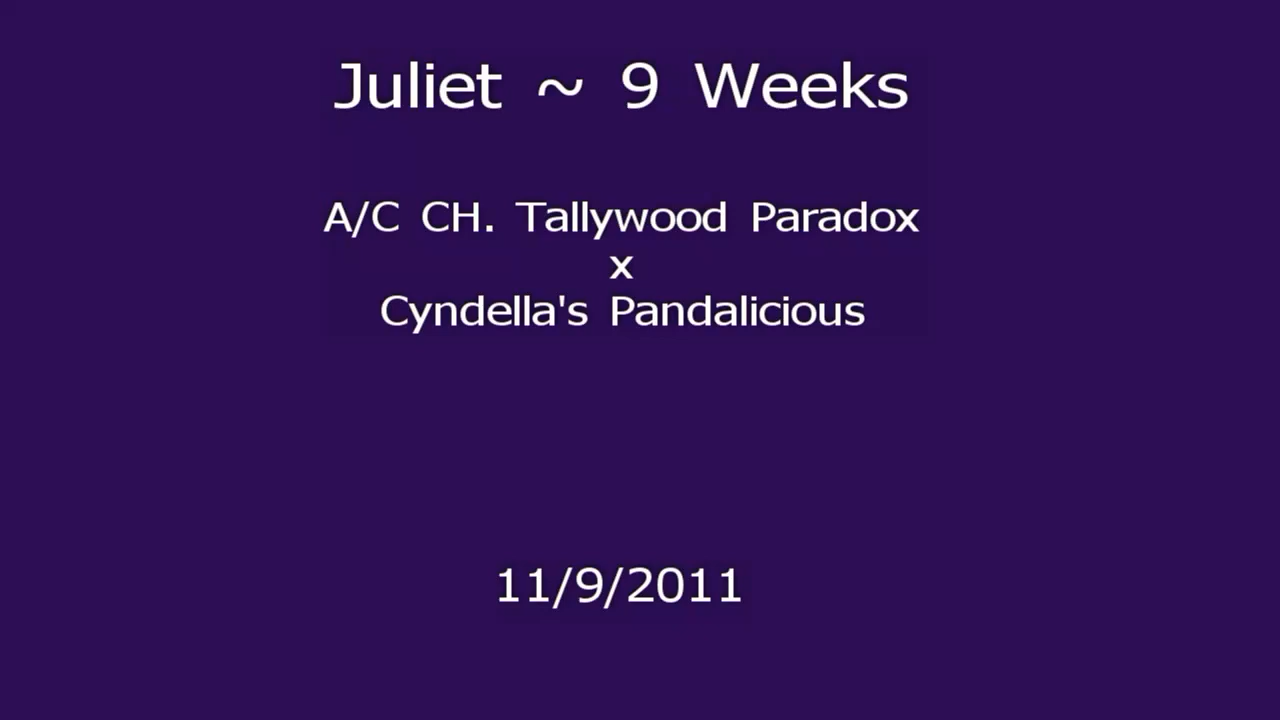 Juliet ~ 9 Weeks
A/C CH. Tallywood Paradox
x
Cyndella's Pandalicious
11/9/2011